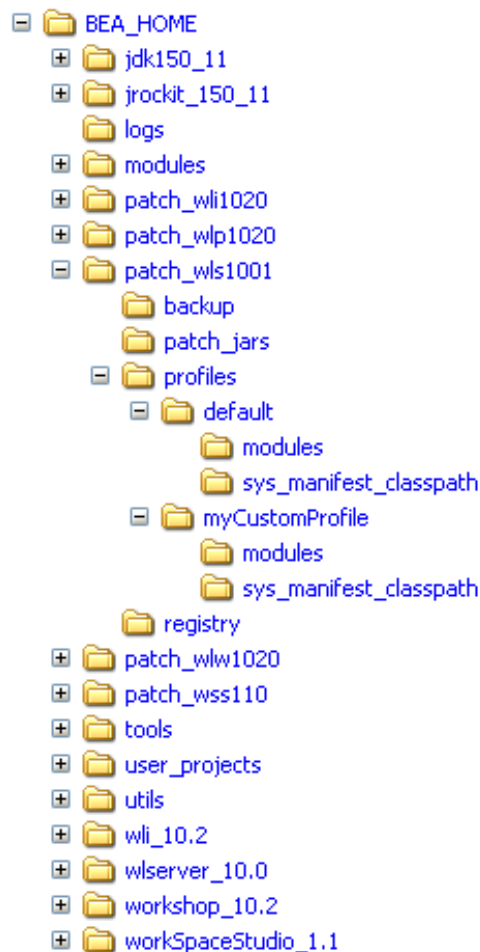 BEA_HOME
jdk150_11
jrockit_150_11
logs
modules
patch_wli1020
patch_wlp1020
patch_wls1001
backup
patch_jars
profiles
default
modules
sys_manifest_classpath
myCustomProfile
modules
sys_manifest_classpath
registry
patch_wlw1020
patch_wss110
tools
user_projects
utils
wli_10.2
wlserver_10.0
workshop_10.2
workSpaceStudio_1.1